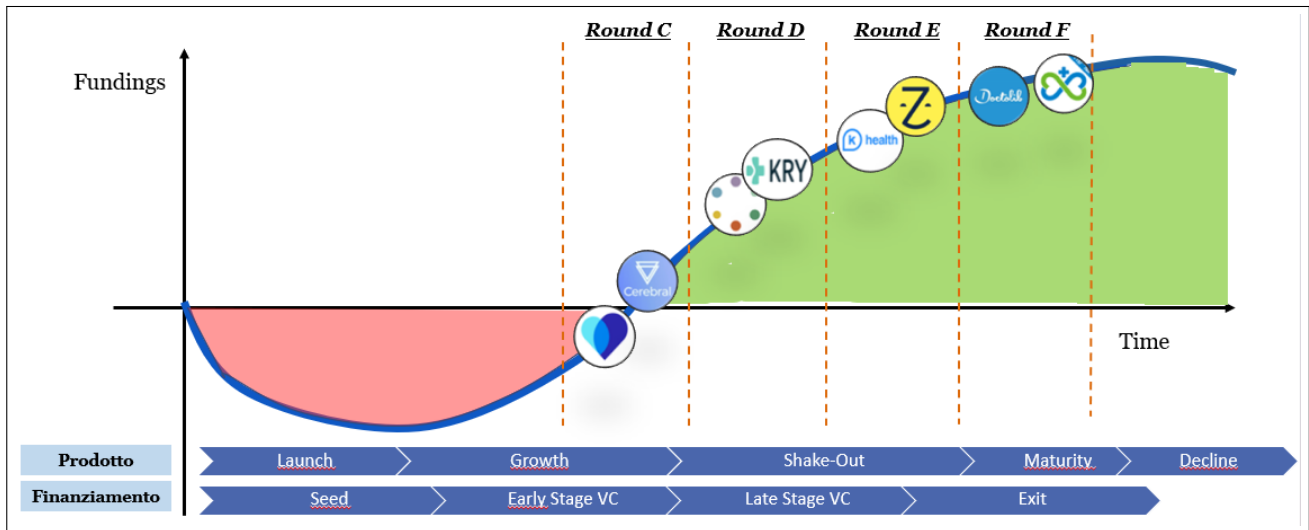 Round C Round D Round E Round F
Fundings
Z
Doctolib
K health
KRY
Cerebral
Time
Prodotto Launch Growth Shake-Out Maturity Decline
Finanziamento Seed Early Stage VC Late Stage VC Exit